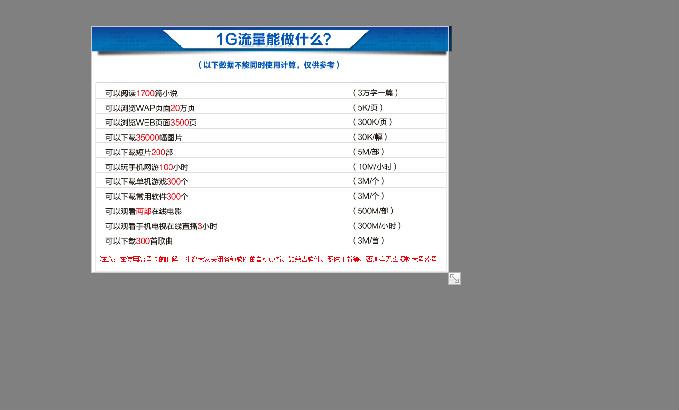 1G流量能做什么?
(以下数据不能同时使用计算,仅供参考)
可以阅读1700篇小说 (3万字一篇)
可以浏览WAP页面20万页 (5K/页)
可以浏览WEB页面3500页 (300K/页)
可以下载35000幅图片 (30K/幅)
可以下载短片200部 (5M/部)
可以玩手机网游100小时 (10M/小时)
可以下载单机游戏300个 (3M/个)
可以下载常用软件300个 (3M/个)
可以观看两部在线电影 (500M/部)
可以观看手机电视在线直播3小时 (300M/小时)
可以下载300首歌曲 (3M/首)